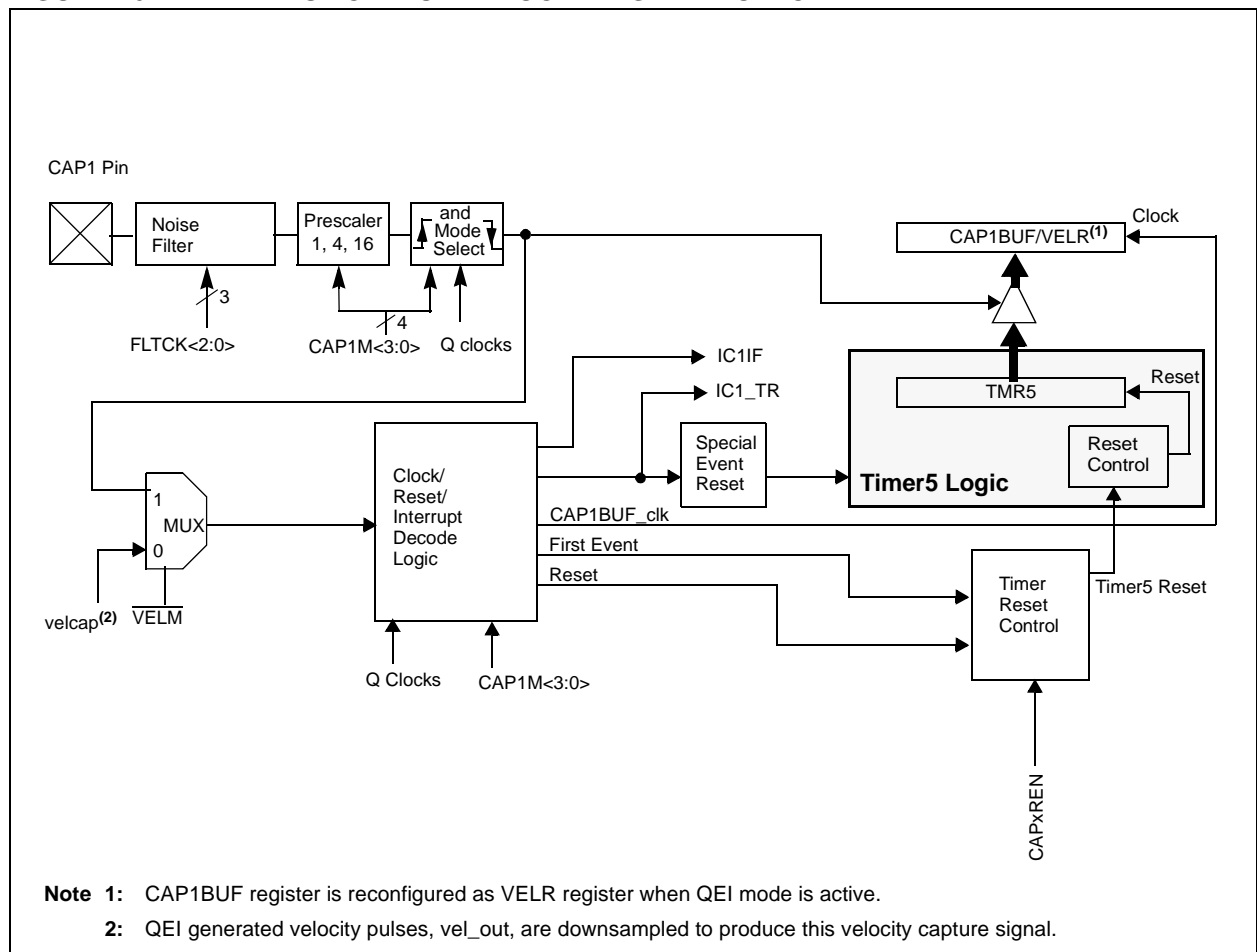 CAP1 Pin
Noise
Filter
Prescaler
1, 4, 16
and
Mode
Select
Clock
CAP1BUF/VELR(1)
3
4
FLTCK<2:0>
CAP1M<3:0>
Q clocks
IC1IF
IC1_TR
TMR5
Reset
Reset
Control
Timer5 Logic
Special
Event
Reset
Clock/
Reset/
Interrupt
Decode
Logic
1
MUX
0
velcap(2)
VELM
CAP1BUF_clk
First Event
Reset
Timer
Reset
Control
Timer5 Reset
Q Clocks
CAP1M<3:0>
CAPxREN
Note 1: CAP1BUF register is reconfigured as VELR register when QEI mode is active.
2: QEI generated velocity pulses, vel_out, are downsampled to produce this velocity capture signal.